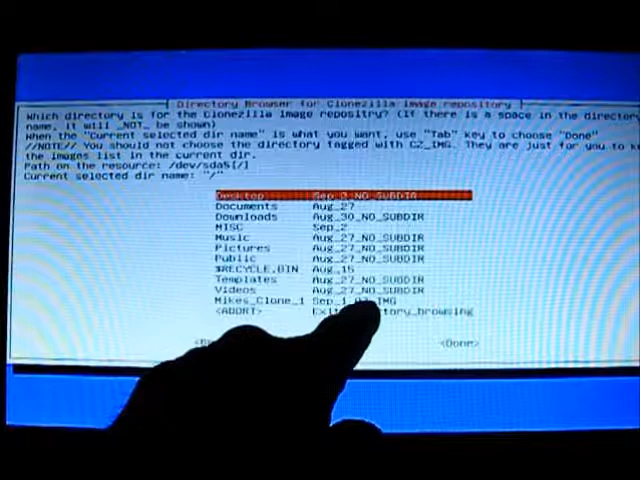 Directory Browser for Clonezilla image repository
Which directory is for the Clonezilla image repositry? (If there is a space in the directory
name, it will _NOT_ be shown)
When the "Current selected dir name" is what you want, use "Tab" key to choose "Done"
//NOTE// You should not choose the directory tagged with CZ_IMG. They are just for you to k
the images list in the current dir.
Path on the resource: /dev/sda5[/]
Current selected dir name: "/"
Desktop Sep_2_NO_SUBDIR
Documents Aug_27
Downloads Aug_30_NO_SUBDIR
MISC Sep_2
Music Aug_27_NO_SUBDIR
Pictures Aug_27_NO_SUBDIR
Public Aug_27_NO_SUBDIR
$RECYCLE.BIN Aug_15
Templates Aug_27_NO_SUBDIR
Videos Aug_27_NO_SUBDIR
Mikes_Clone_1 Sep_1_CZ_IMG
<ABORT> Exit ctory_browsing
<Done>